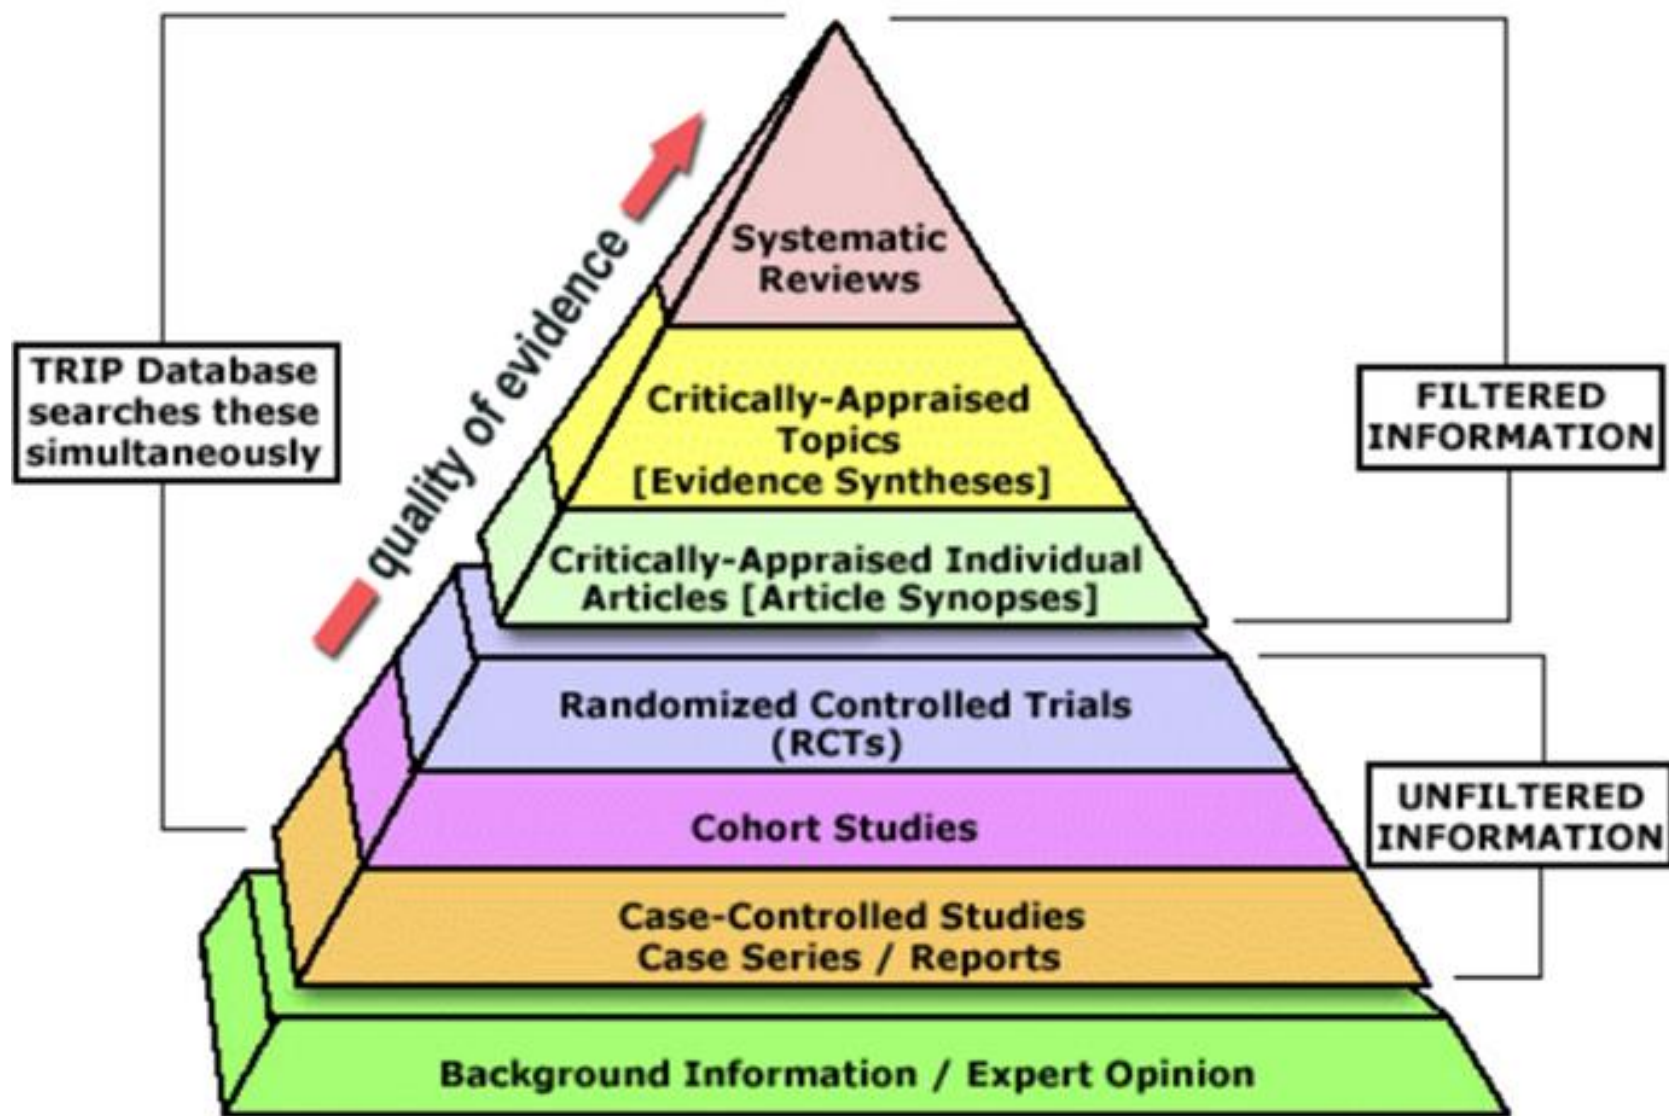 Systematic
Reviews
quality of evidence
TRIP Database
searches these
simultaneously
FILTERED
INFORMATION
Critically-Appraised
Topics
[Evidence Syntheses]
Critically-Appraised Individual
Articles [Article Synopses]
Randomized Controlled Trials
(RCTs)
UNFILTERED
INFORMATION
Cohort Studies
Case-Controlled Studies
Case Series / Reports
Background Information / Expert Opinion